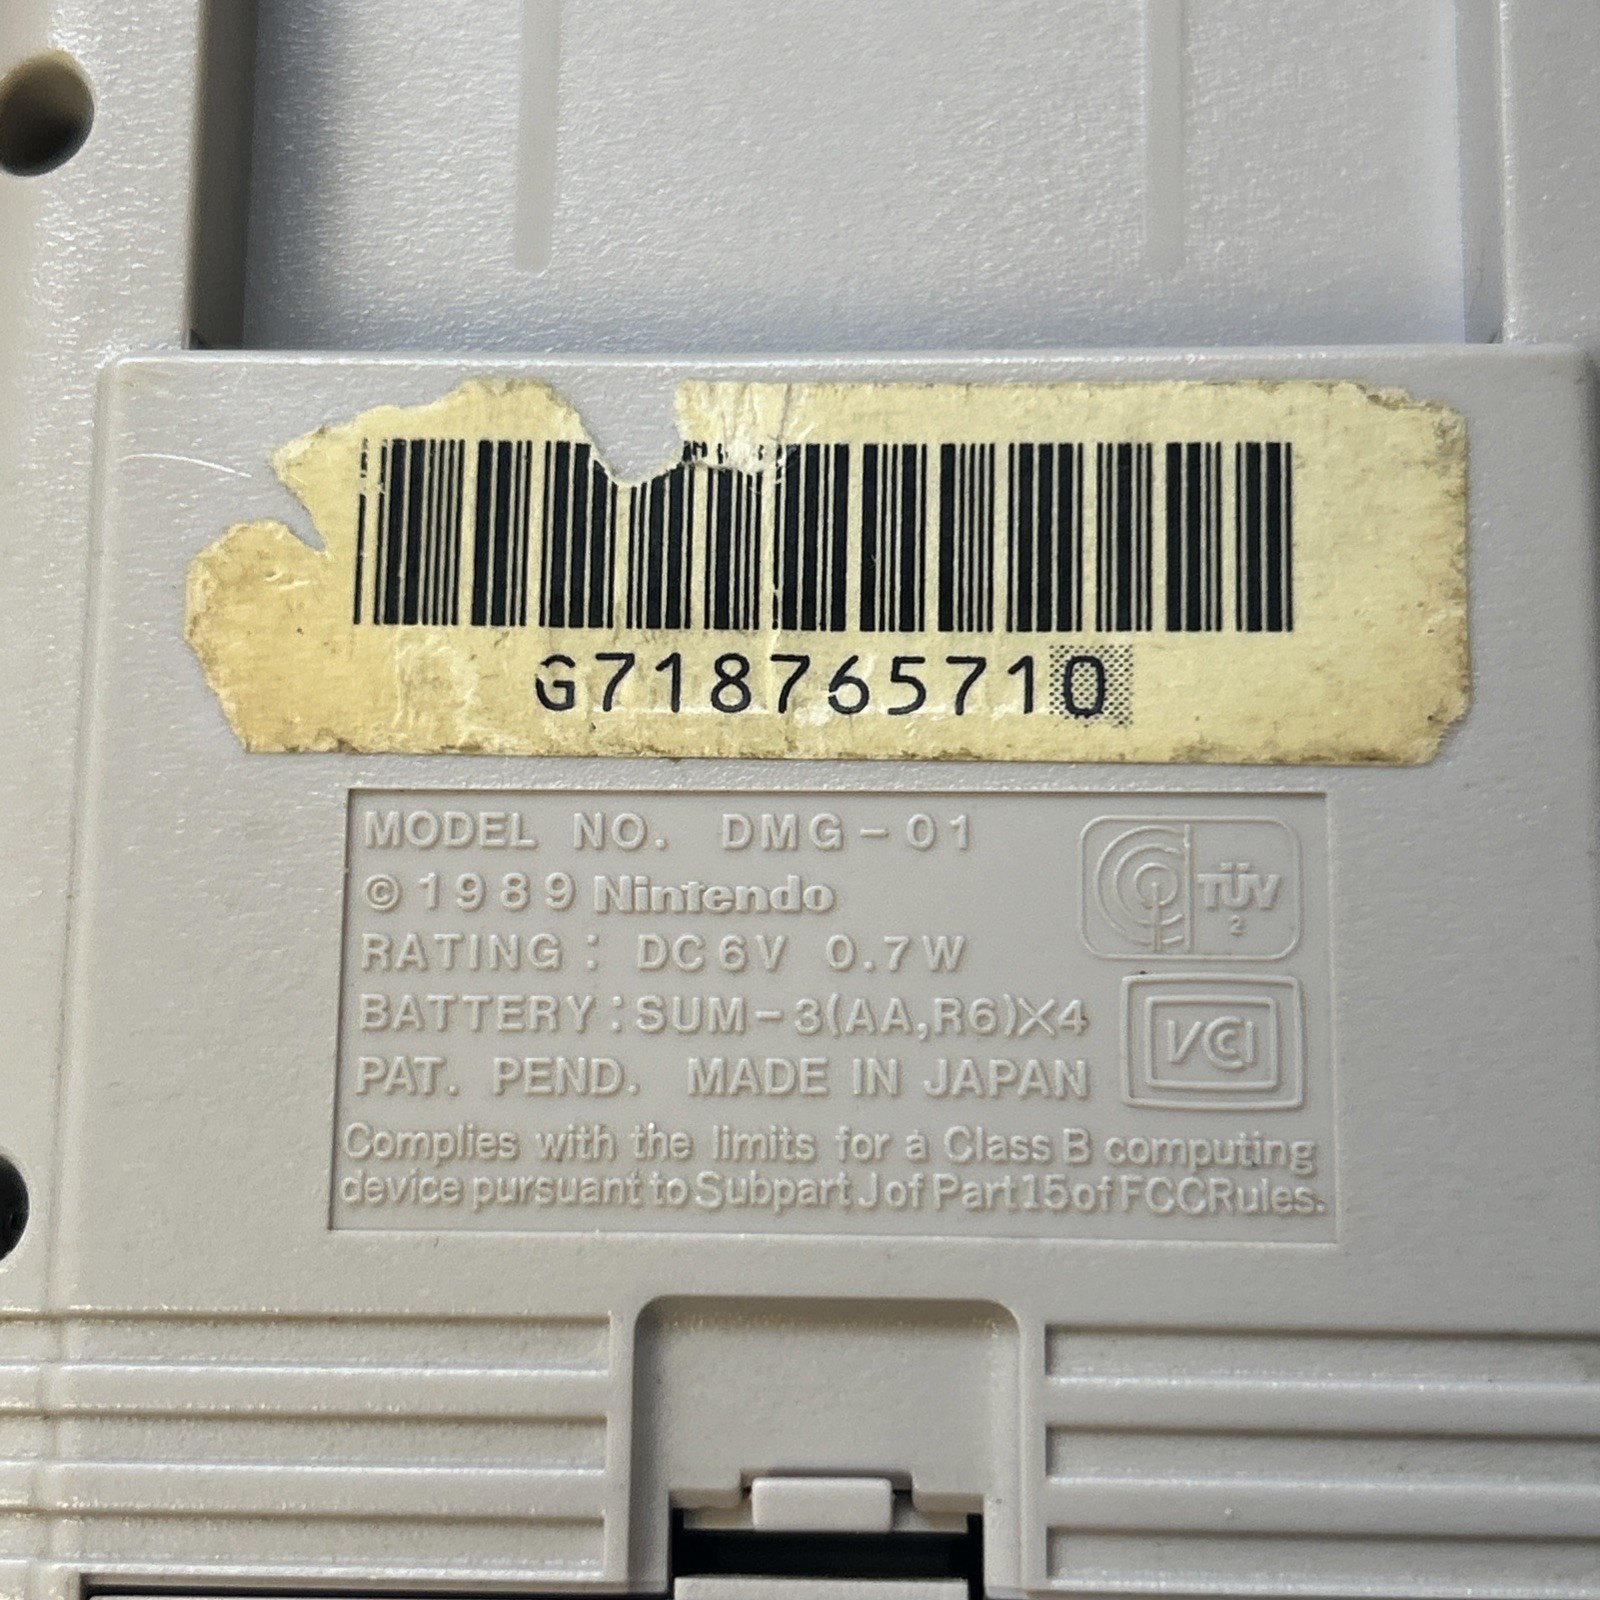 G718765710
MODEL NO. DMG-01
©1989 Nintendo
RATING: DC6V 0.7W
BATTERY:SUM-3(AA,R6)X4
PAT. PEND. MADE IN JAPAN
Complies with the limits for a Class B computing
device pursuant to Subpart J of Part 15 of FCC Rules.
TÜV
2
VCI